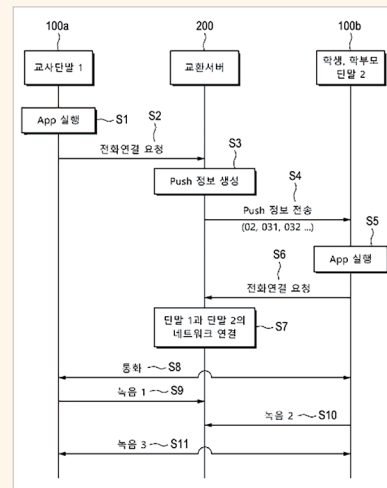 100a 200 100b
교사단말 1 교환서버 학생, 학부모
단말 2
App 실행 S1
S2
전화연결 요청
S3
Push 정보 생성
S4
Push 정보 전송
(02, 031, 032 ...)
S5
App 실행
S6
전화연결 요청
단말 1과 단말 2의
네트워크 연결 S7
통화 S8
녹음 1 S9
녹음 2 S10
녹음 3 S11